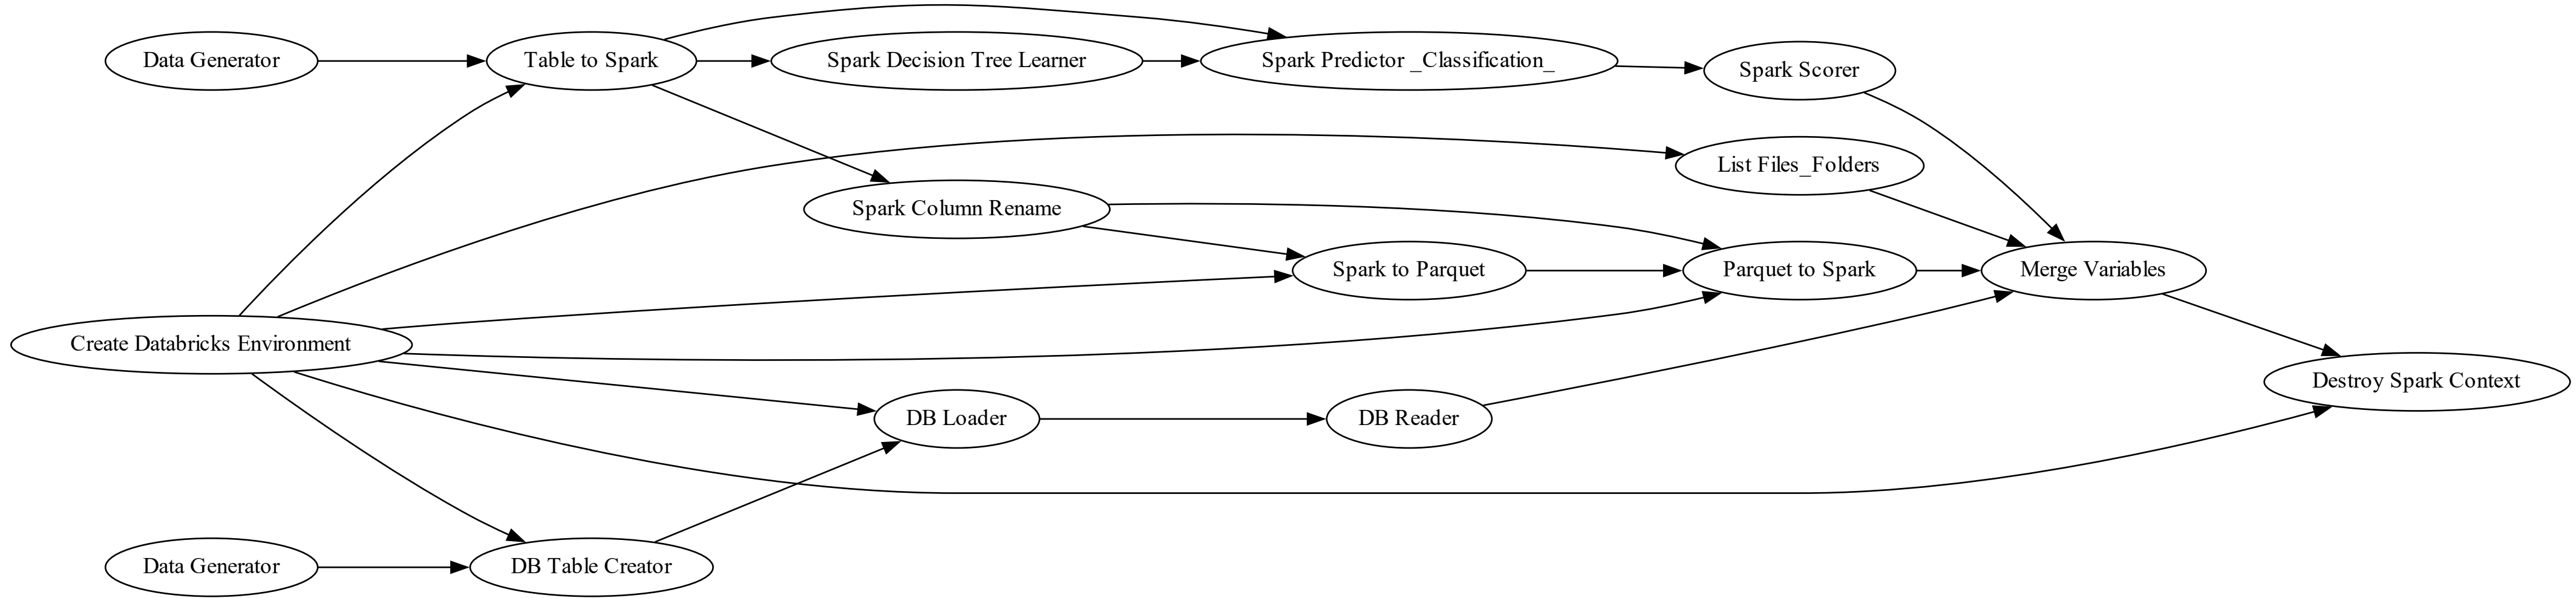 Data Generator
Table to Spark
Spark Decision Tree Learner
Spark Predictor _Classification_
Spark Scorer
List Files_Folders
Spark Column Rename
Spark to Parquet
Parquet to Spark
Merge Variables
Create Databricks Environment
Destroy Spark Context
DB Loader
DB Reader
Data Generator
DB Table Creator